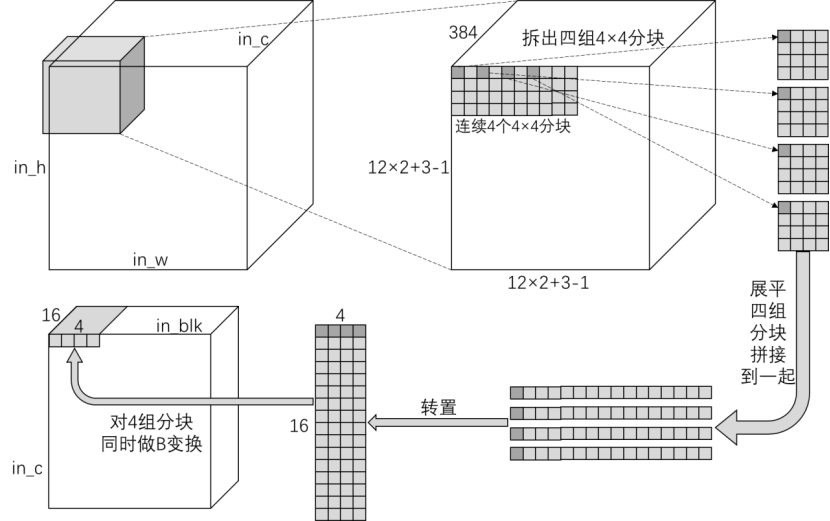 in_c
in_h
in_w
384
拆出四组4×4分块
连续4个4×4分块
12×2+3-1
12×2+3-1
展平
四组
分块
拼接
到一起
转置
4
16
16
4
in_blk
对4组分块
同时做B变换
in_c